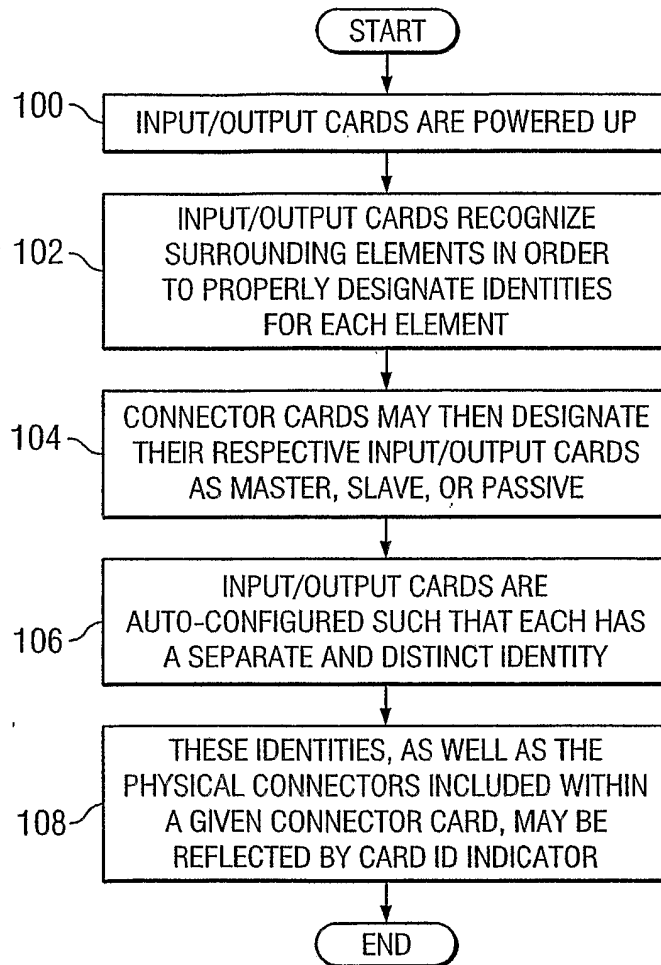 START
100
INPUT/OUTPUT CARDS ARE POWERED UP
102
INPUT/OUTPUT CARDS RECOGNIZE
SURROUNDING ELEMENTS IN ORDER
TO PROPERLY DESIGNATE IDENTITIES
FOR EACH ELEMENT
104
CONNECTOR CARDS MAY THEN DESIGNATE
THEIR RESPECTIVE INPUT/OUTPUT CARDS
AS MASTER, SLAVE, OR PASSIVE
106
INPUT/OUTPUT CARDS ARE
AUTO-CONFIGURED SUCH THAT EACH HAS
A SEPARATE AND DISTINCT IDENTITY
108
THESE IDENTITIES, AS WELL AS THE
PHYSICAL CONNECTORS INCLUDED WITHIN
A GIVEN CONNECTOR CARD, MAY BE
REFLECTED BY CARD ID INDICATOR
END